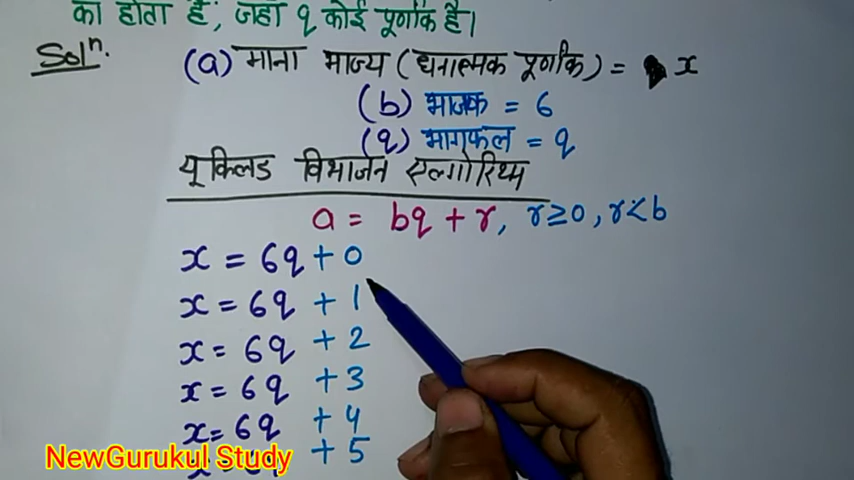 का होता है, जहाँ q कोई पूर्णांक है।
Solⁿ. (a) माना भाज्य (धनात्मक पूर्णांक) = x
(b) भाजक = 6
(q) भागफल = q
यूक्लिड विभाजन एल्गोरिथ्म
a = bq + r, r ≥ 0, r < b
x = 6q + 0
x = 6q + 1
x = 6q + 2
x = 6q + 3
x = 6q + 4
+ 5
NewGurukul Study